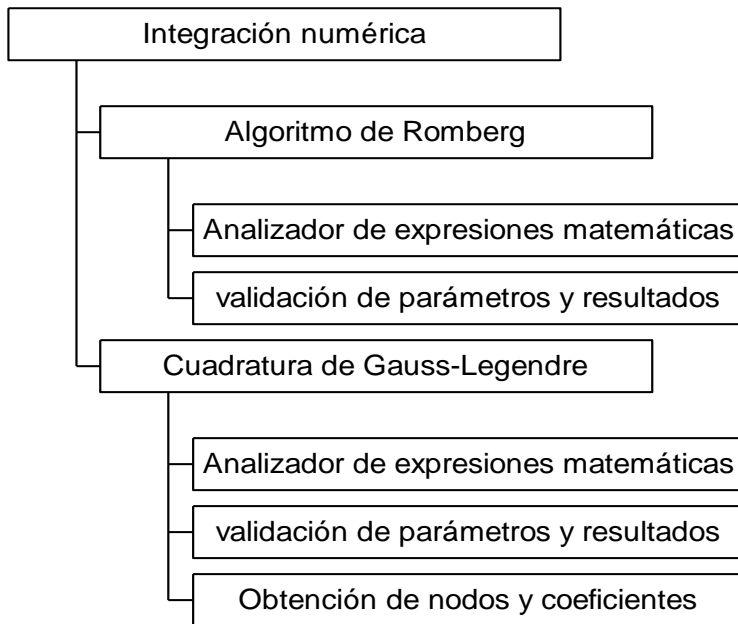 Integración numérica
Algoritmo de Romberg
Analizador de expresiones matemáticas
validación de parámetros y resultados
Cuadratura de Gauss-Legendre
Analizador de expresiones matemáticas
validación de parámetros y resultados
Obtención de nodos y coeficientes